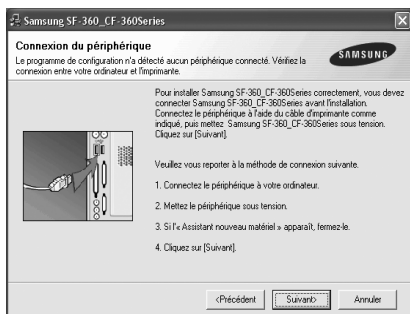 Samsung SF-360_CF-360Series
Connexion du périphérique
Le programme de configuration n'a
détecté aucun périphérique connecté. Vérifiez la
connexion entre votre ordinateur et l'imprimante.
SAMSUNG
Pour installer Samsung SF-360_CF-360Series correctement, vous devez
connecter Samsung SF-360_CF-360Series avant l'installation.
Connectez le périphérique à l'aide du câble d'imprimante comme
indiqué, puis mettez Samsung SF-360_CF-360Series sous tension.
Cliquez sur [Suivant].
Veuillez vous reporter à la méthode de connexion suivante.
1. Connectez le périphérique à votre ordinateur.
2. Mettez le périphérique sous tension.
3. Si l'« Assistant nouveau matériel » apparaît, fermez-le.
4. Cliquez sur [Suivant].
<Précédent
Suivant>
Annuler